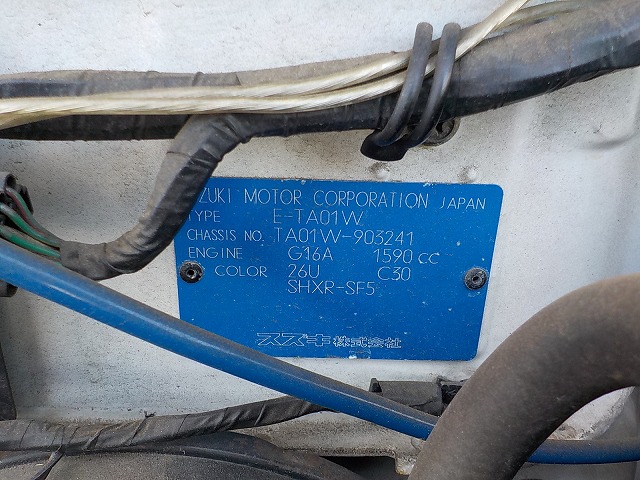 ZUKI MOTOR CORPORATION JAPAN
TYPE E-TA01W
CHASSIS NO. TA01W-903241
ENGINE G16A 1590 cc
COLOR 26U C30
SHXR-SF5
スズキ株式会社